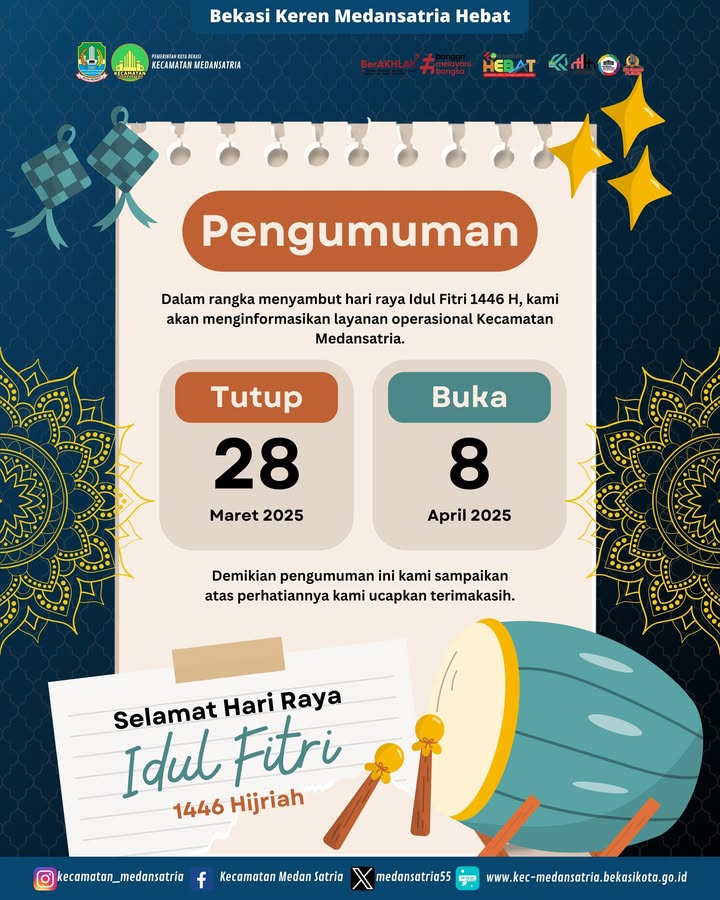 Bekasi Keren Medansatria Hebat
PEMERINTAH KOTA BEKASI
KECAMATAN MEDANSATRIA
KECAMATAN
BerAKHLAK
#bangga
melayani
bangsa
HEBAT
Pengumuman
Dalam rangka menyambut hari raya Idul Fitri 1446 H, kami
akan menginformasikan layanan operasional Kecamatan
Medansatria.
Tutup
28
Maret 2025
Buka
8
April 2025
Demikian pengumuman ini kami sampaikan
atas perhatiannya kami ucapkan terimakasih.
Selamat Hari Raya
Idul Fitri
1446 Hijriah
kecamatan_medansatria
Kecamatan Medan Satria
medansatria55
www.kec-medansatria.bekasikota.go.id